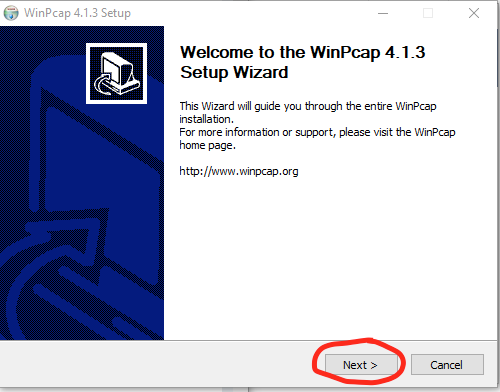 WinPcap 4.1.3 Setup
Welcome to the WinPcap 4.1.3
Setup Wizard
This Wizard will guide you through the entire WinPcap
installation.
For more information or support, please visit the WinPcap
home page.
http://www.winpcap.org
Next >
Cancel